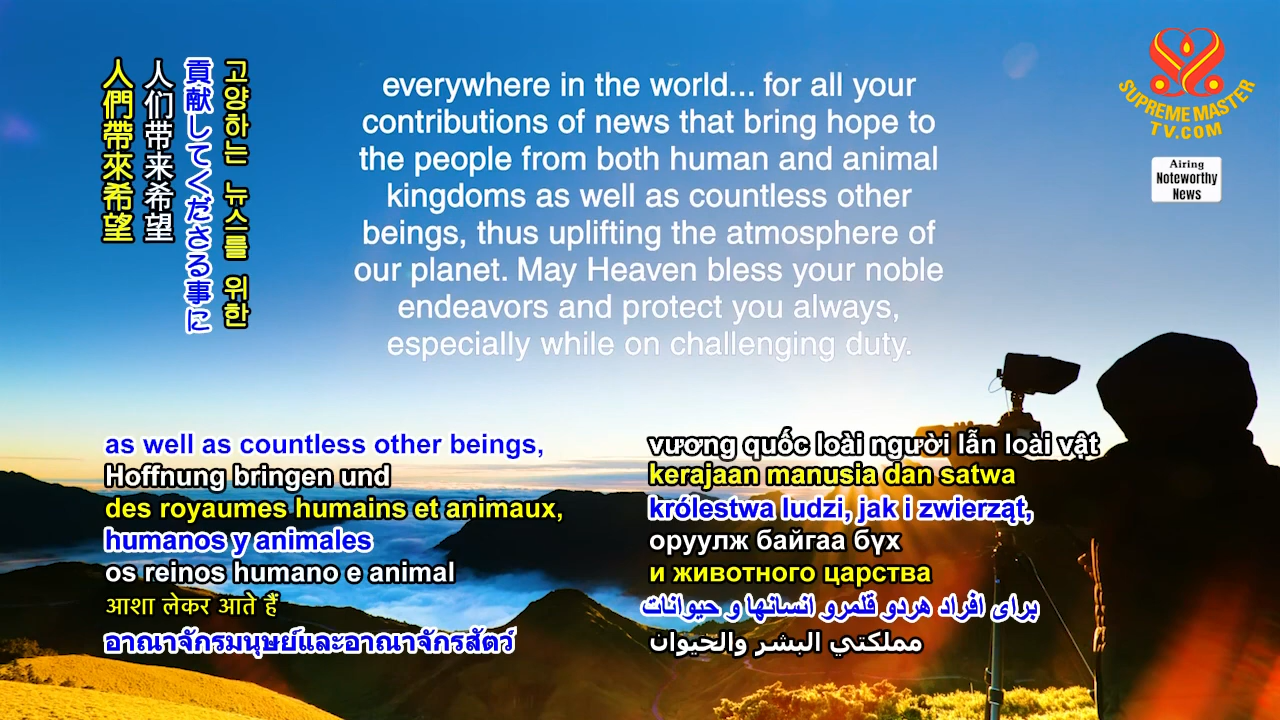 고양하는 뉴스를 위한
貢献してくださる事に
人们带来希望
人們帶來希望
everywhere in the world... for all your
contributions of news that bring hope to
the people from both human and animal
kingdoms as well as countless other
beings, thus uplifting the atmosphere of
our planet. May Heaven bless your noble
endeavors and protect you always,
especially while on challenging duty.
SUPREME MASTER
TV.COM
Airing
Noteworthy
News
as well as countless other beings,
Hoffnung bringen und
des royaumes humains et animaux,
humanos y animales
os reinos humano e animal
आशा लेकर आते हैं
อาณาจักรมนุษย์และอาณาจักรสัตว์
vương quốc loài người lẫn loài vật
kerajaan manusia dan satwa
królestwa ludzi, jak i zwierząt,
оруулж байгаа бүх
и животного царства
برای افراد هردو قلمرو انسانها و حیوانات
مملكتي البشر والحيوان